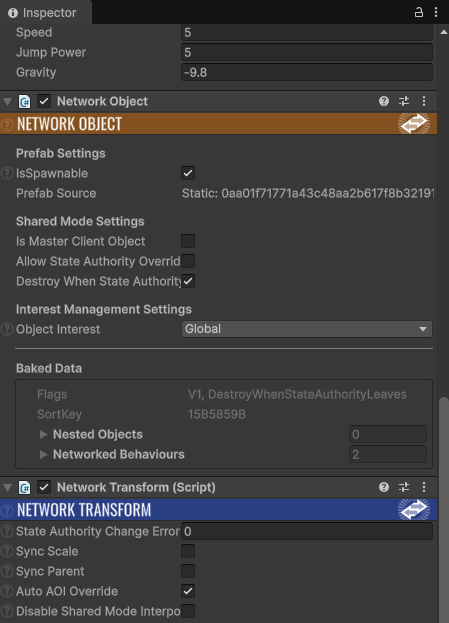 Inspector
Speed 5
Jump Power 5
Gravity -9.8
Network Object
NETWORK OBJECT
Prefab Settings
IsSpawnable
Prefab Source Static: 0aa01f71771a43c48aa2b617f8b32191
Shared Mode Settings
Is Master Client Object
Allow State Authority Overrid
Destroy When State Authority
Interest Management Settings
Object Interest Global
Baked Data
Flags V1, DestroyWhenStateAuthorityLeaves
SortKey 15B5859B
Nested Objects 0
Networked Behaviours 2
Network Transform (Script)
NETWORK TRANSFORM
State Authority Change Error 0
Sync Scale
Sync Parent
Auto AOI Override
Disable Shared Mode Interpo